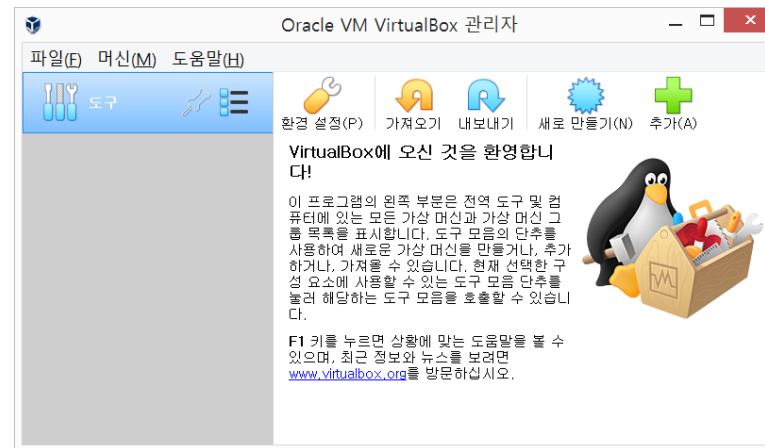 Oracle VM VirtualBox 관리자
파일(F) 머신(M) 도움말(H)
도구
환경 설정(P) 가져오기 내보내기 새로 만들기(N) 추가(A)
VirtualBox에 오신 것을 환영합니
다!
이 프로그램의 왼쪽 부분은 전역 도구 및 컴
퓨터에 있는 모든 가상 머신과 가상 머신 그
룹 목록을 표시합니다. 도구 모음의 단추를
사용하여 새로운 가상 머신을 만들거나, 추가
하거나, 가져올 수 있습니다. 현재 선택한 구
성 요소에 사용할 수 있는 도구 모음 단추를
눌러 해당하는 도구 모음을 호출할 수 있습니
다.
F1 키를 누르면 상황에 맞는 도움말을 볼 수
있으며, 최근 정보와 뉴스를 보려면
www.virtualbox.org를 방문하십시오.